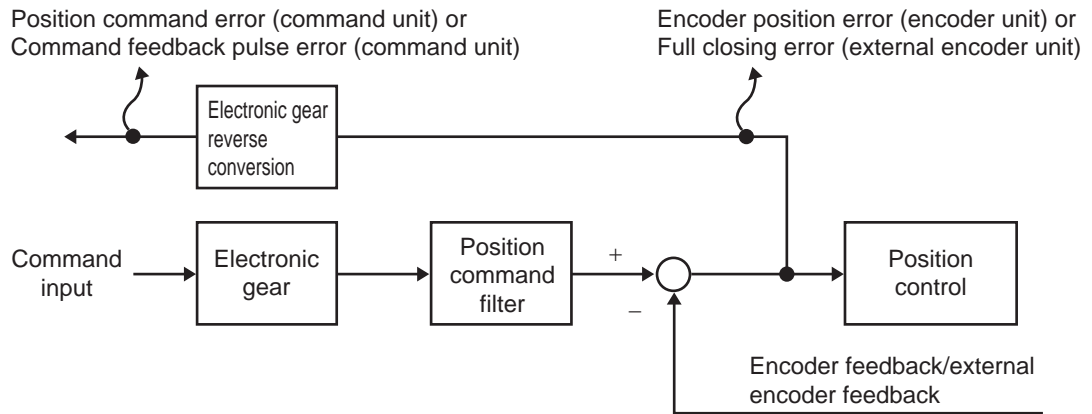 Position command error (command unit) or
Command feedback pulse error (command unit)
Encoder position error (encoder unit) or
Full closing error (external encoder unit)
Electronic gear
reverse
conversion
Command
input
Electronic
gear
Position
command
filter
+
−
Position
control
Encoder feedback/external
encoder feedback